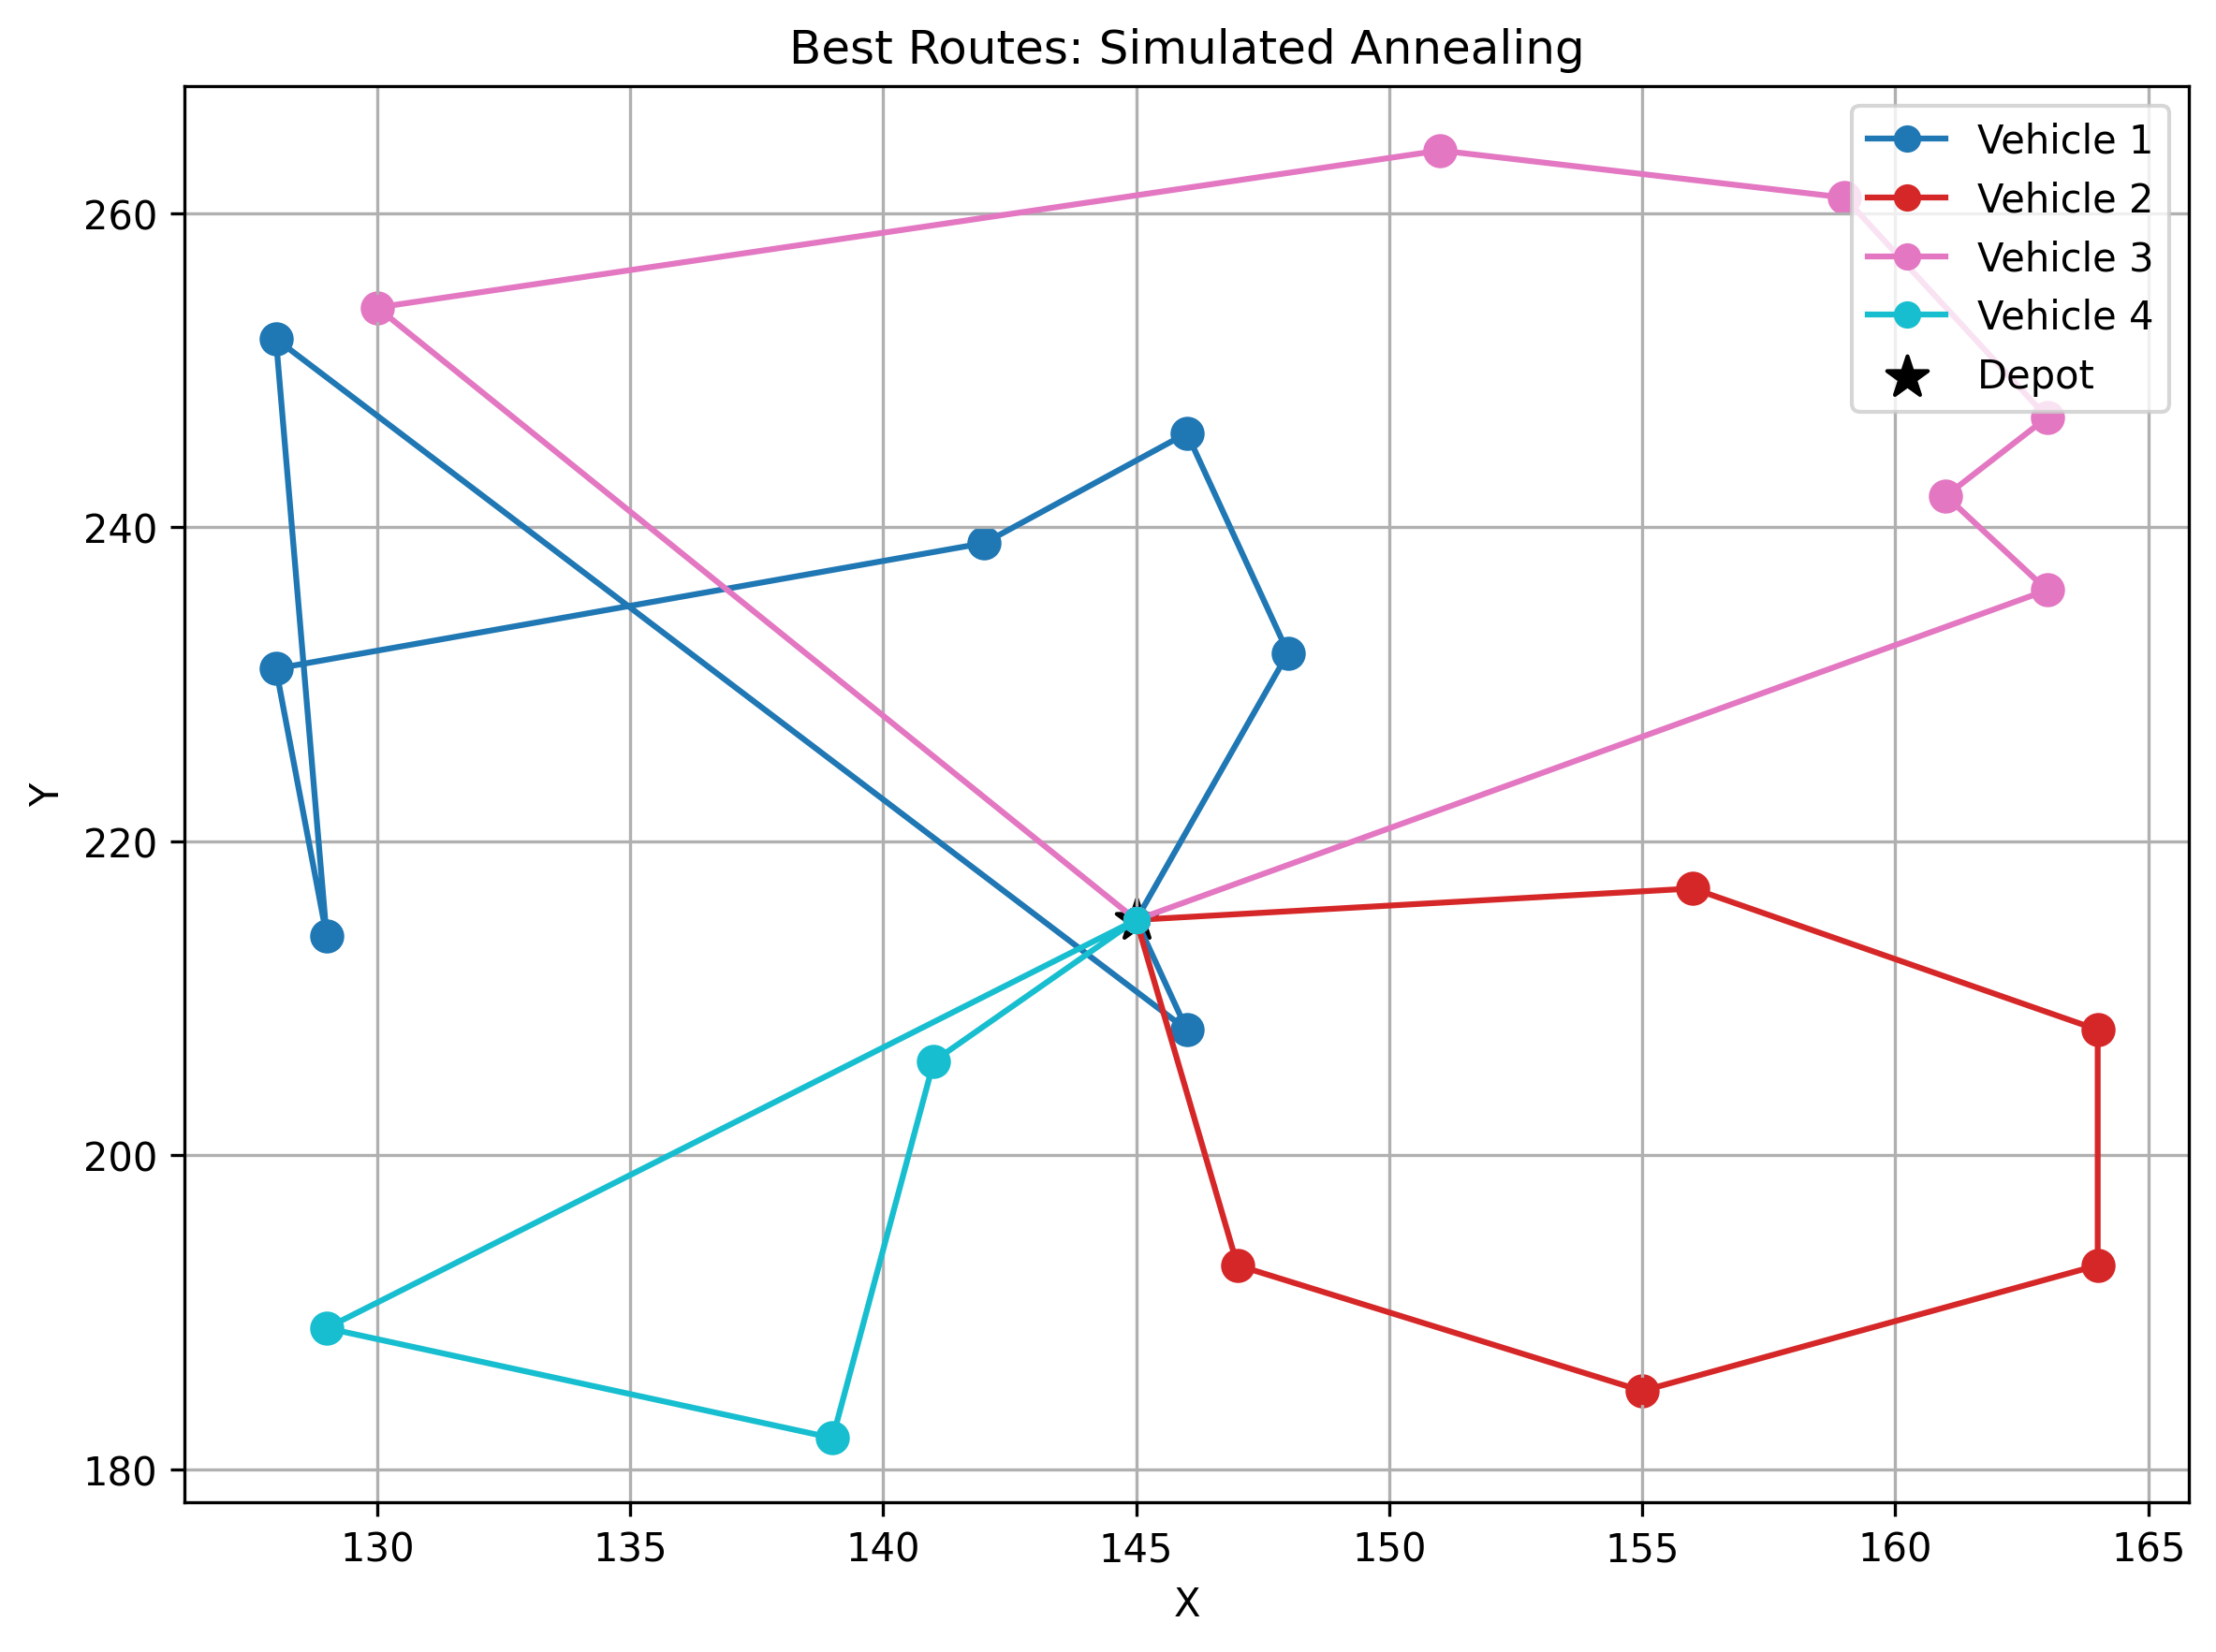 Best Routes: Simulated Annealing
Vehicle 1
Vehicle 2
Vehicle 3
Vehicle 4
Depot
260
240
220
200
180
Y
130 135 140 145 150 155 160 165
X